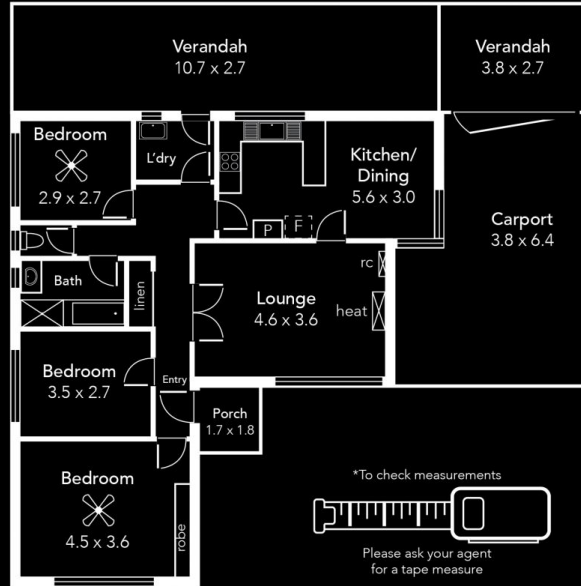 Verandah
10.7 x 2.7
Verandah
3.8 x 2.7
Bedroom
2.9 x 2.7
L'dry
Kitchen/
Dining
5.6 x 3.0
Carport
3.8 x 6.4
P
F
rc
Bath
linen
Lounge
4.6 x 3.6
heat
Bedroom
3.5 x 2.7
Entry
Porch
1.7 x 1.8
Bedroom
4.5 x 3.6
robe
*To check measurements
Please ask your agent
for a tape measure